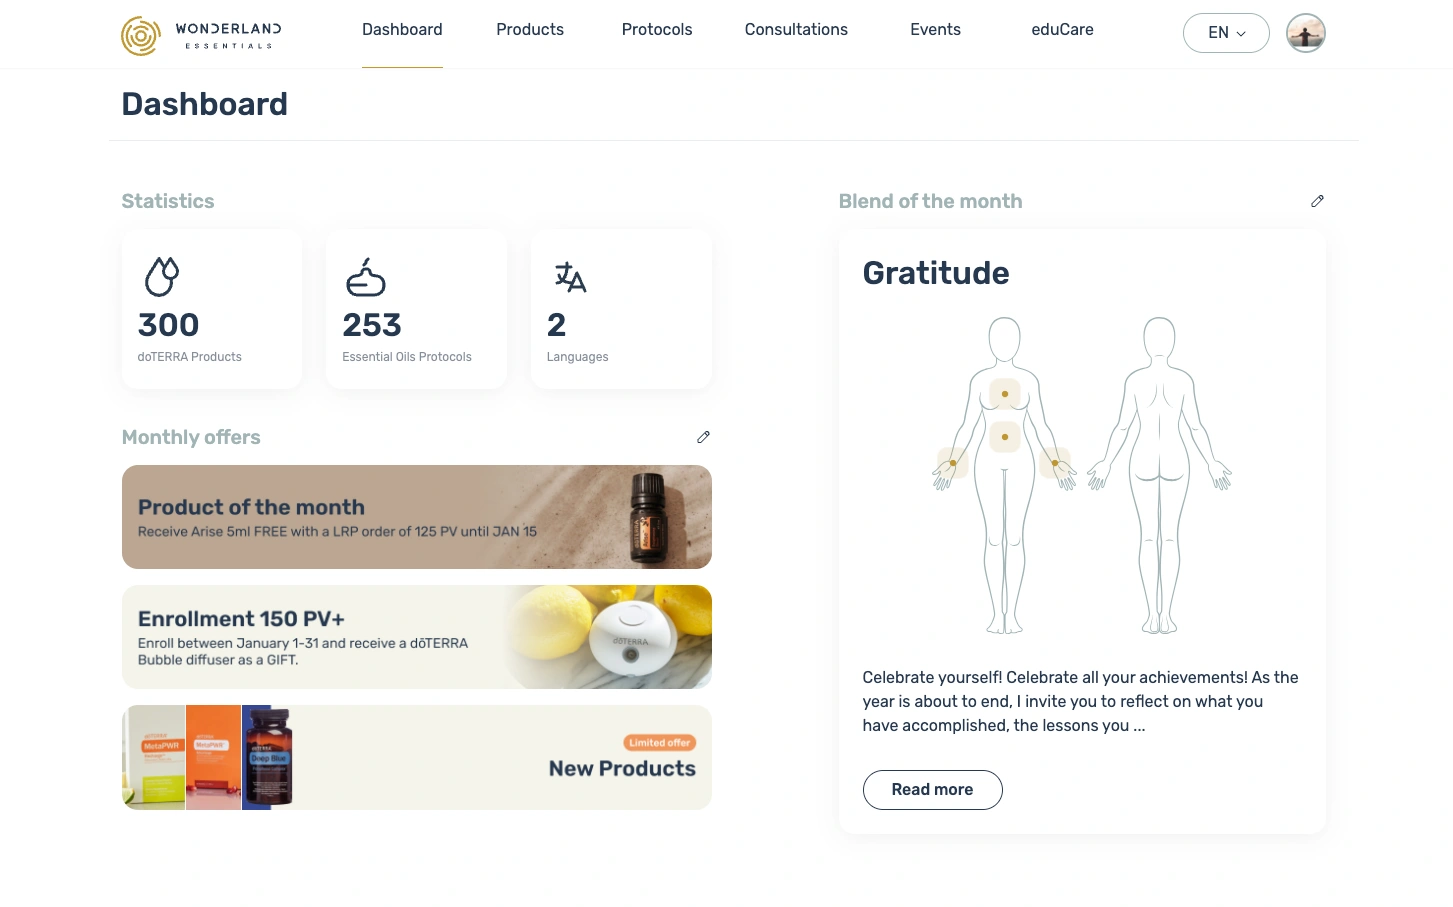 WONDERLAND
ESSENTIALS
Dashboard
Products
Protocols
Consultations
Events
eduCare
EN
Dashboard
Statistics
300
doTERRA Products
253
Essential Oils Protocols
2
Languages
Monthly offers
Product of the month
Receive Arise 5ml FREE with a LRP order of 125 PV until JAN 15
dōTERRA
Arise
Enrollment 150 PV+
Enroll between January 1-31 and receive a dōTERRA
Bubble diffuser as a GIFT.
dōTERRA
MetaPWR
MetaPWR
Deep Blue
Limited offer
New Products
Blend of the month
Gratitude
Celebrate yourself! Celebrate all your achievements! As the
year is about to end, I invite you to reflect on what you
have accomplished, the lessons you ...
Read more